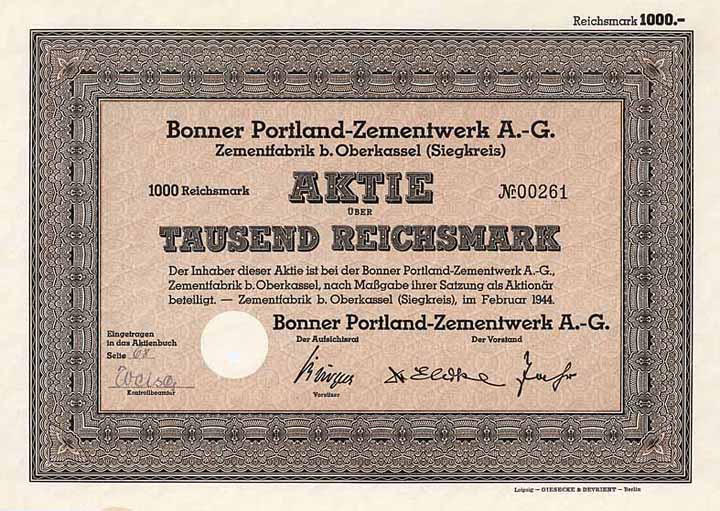 Reichsmark 1000.-
Bonner Portland-Zementwerk A.-G.
Zementfabrik b. Oberkassel (Siegkreis)
1000 Reichsmark AKTIE № 00261
ÜBER
TAUSEND REICHSMARK
Der Inhaber dieser Aktie ist bei der Bonner Portland-Zementwerk A.-G.,
Zementfabrik b. Oberkassel, nach Maßgabe ihrer Satzung als Aktionär
beteiligt. — Zementfabrik b. Oberkassel (Siegkreis), im Februar 1944.
Bonner Portland-Zementwerk A.-G.
Eingetragen
in das Aktienbuch
Seite
Kontrollbeamter
Der Aufsichtsrat Der Vorstand
Vorsitzer
Leipzig — GIESECKE & DEVRIENT — Berlin